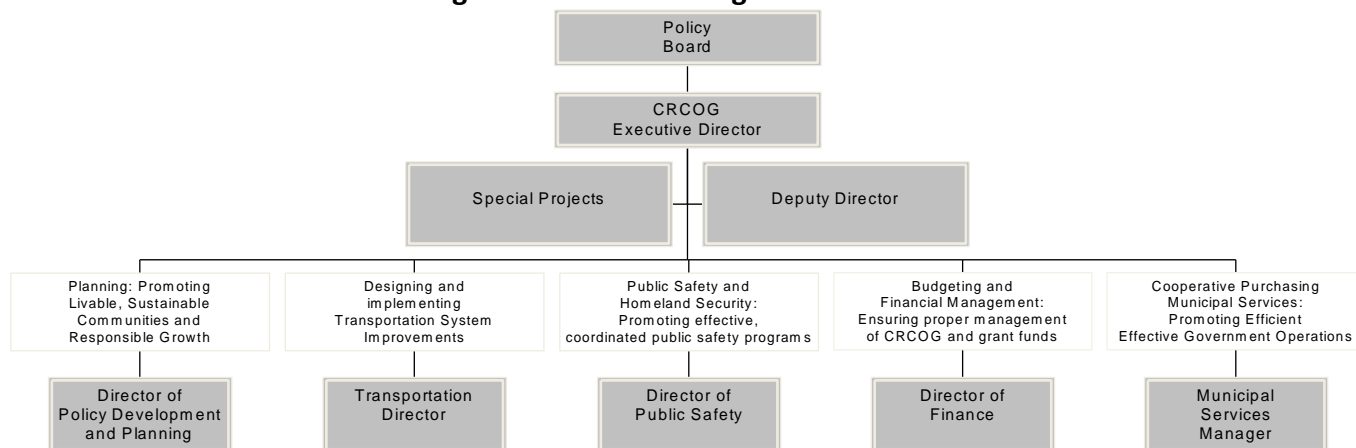 Policy
Board
CRCOG
Executive Director
Special Projects
Deputy Director
Planning: Promoting
Livable, Sustainable
Communities and
Responsible Growth
Designing and
implementing
Transportation System
Improvements
Public Safety and
Homeland Security:
Promoting effective,
coordinated public safety programs
Budgeting and
Financial Management:
Ensuring proper management
of CRCOG and grant funds
Cooperative Purchasing
Municipal Services:
Promoting Efficient
Effective Government Operations
Director of
Policy Development
and Planning
Transportation
Director
Director of
Public Safety
Director of
Finance
Municipal
Services
Manager